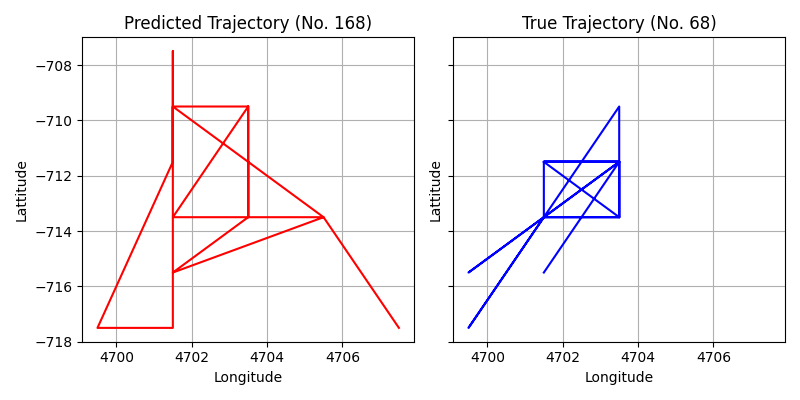 Predicted Trajectory (No. 168)
True Trajectory (No. 68)
−708
−710
−712
−714
−716
−718
Lattitude
Lattitude
4700
4702
4704
4706
4700
4702
4704
4706
Longitude
Longitude